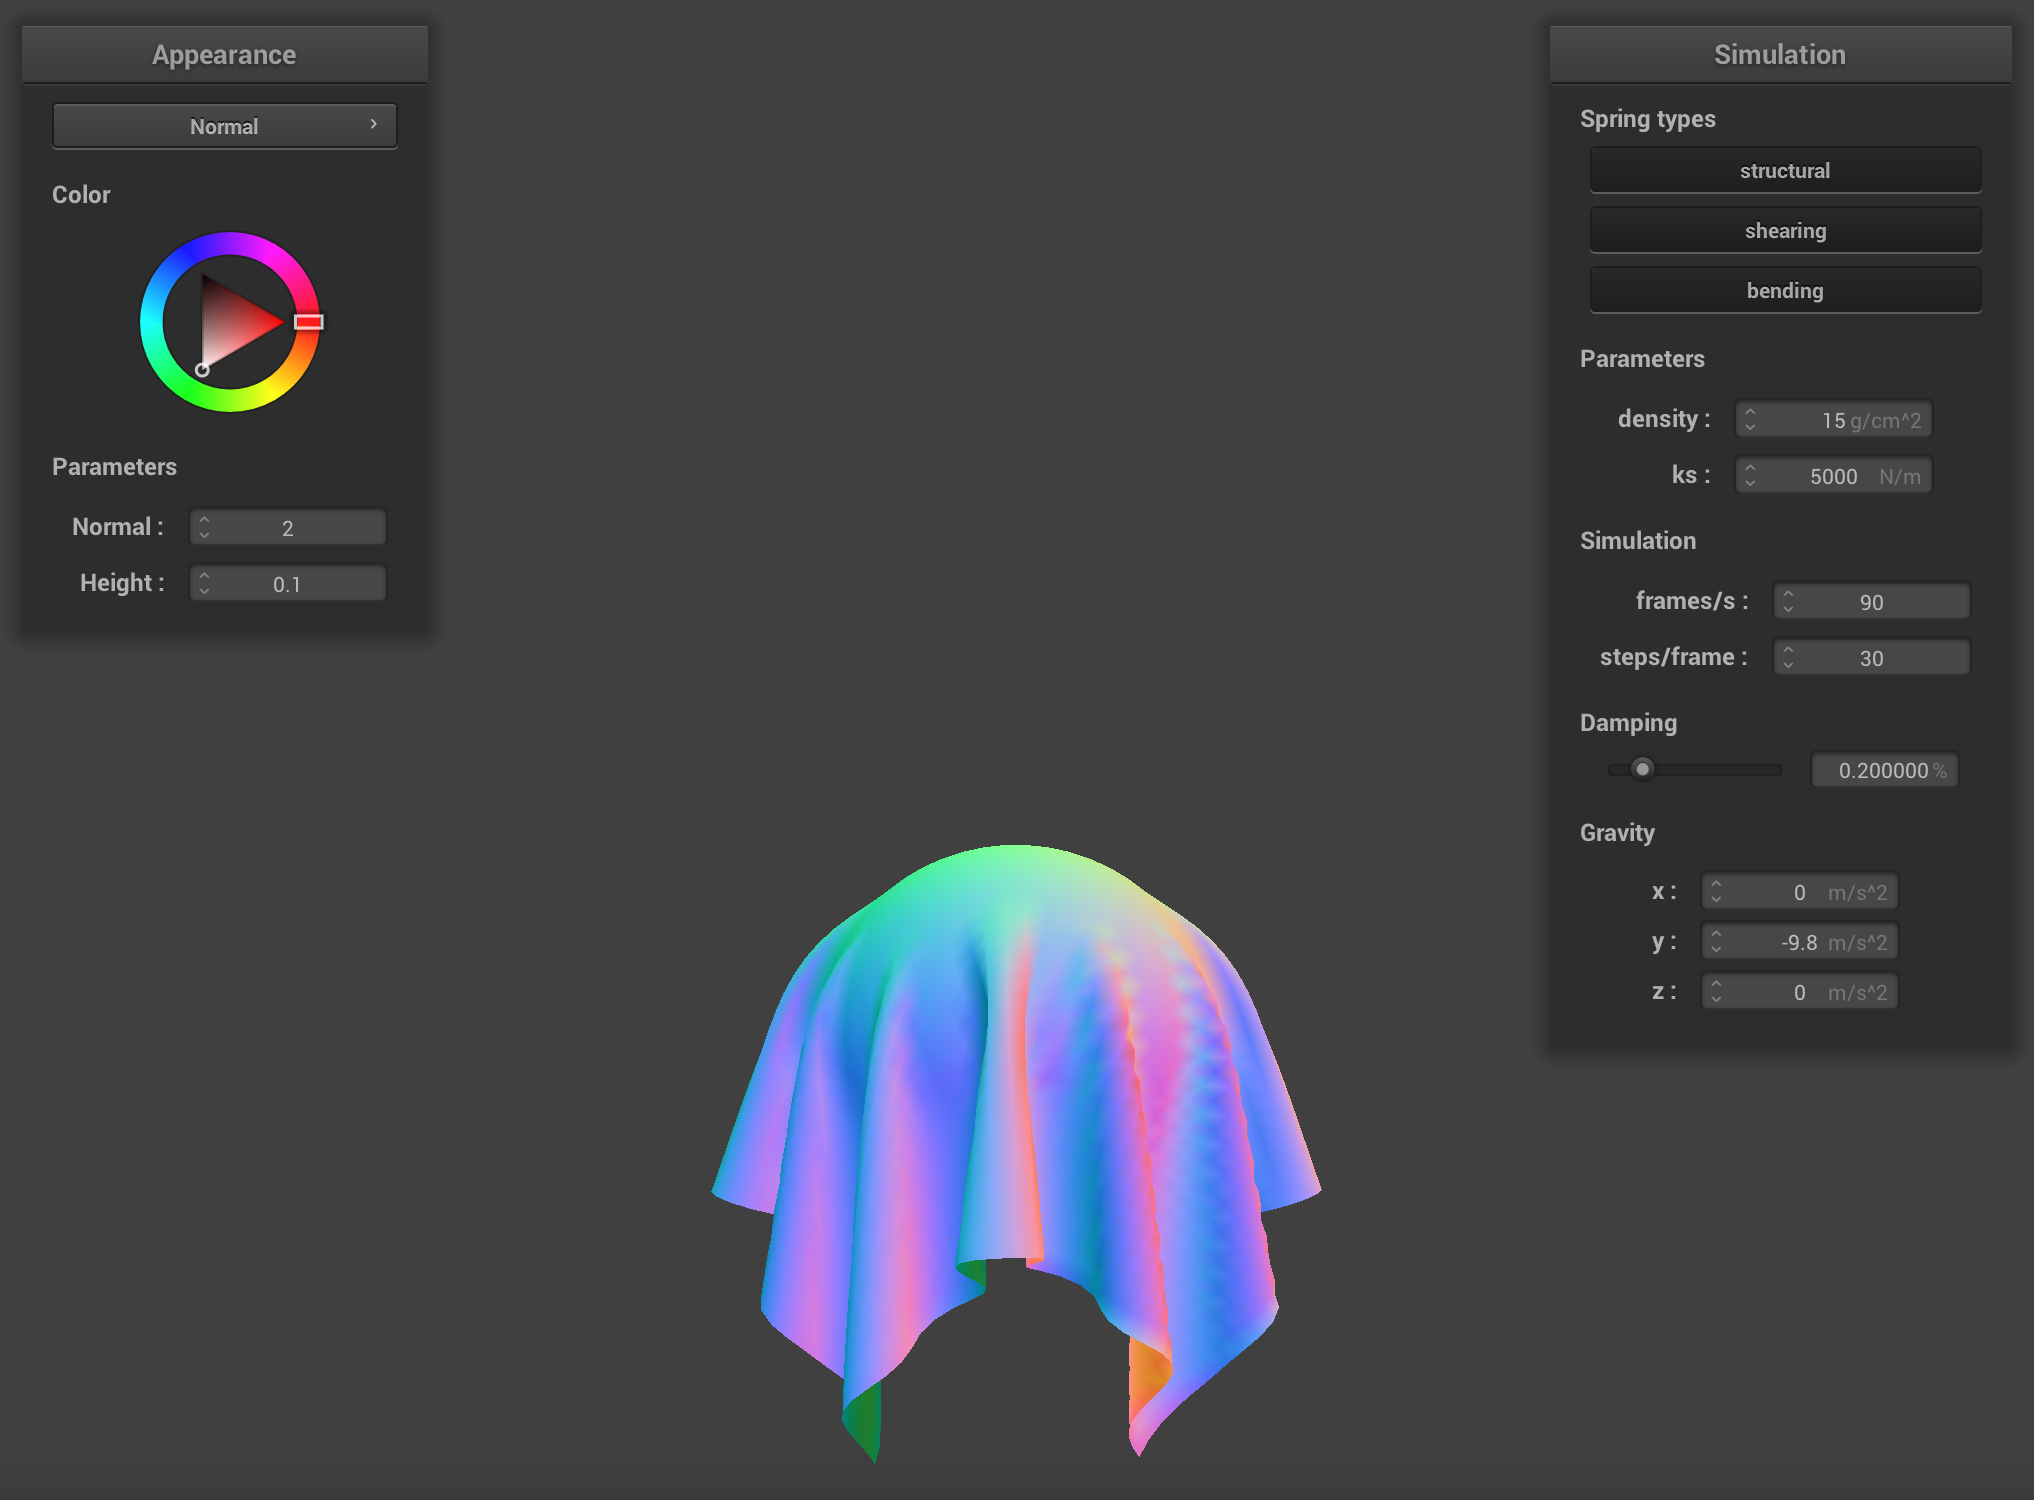 Appearance
Normal
Color
Parameters
Normal : 2
Height : 0.1
Simulation
Spring types
structural
shearing
bending
Parameters
density : 15 g/cm^2
ks : 5000 N/m
Simulation
frames/s : 90
steps/frame : 30
Damping
0.200000 %
Gravity
x : 0 m/s^2
y : -9.8 m/s^2
z : 0 m/s^2